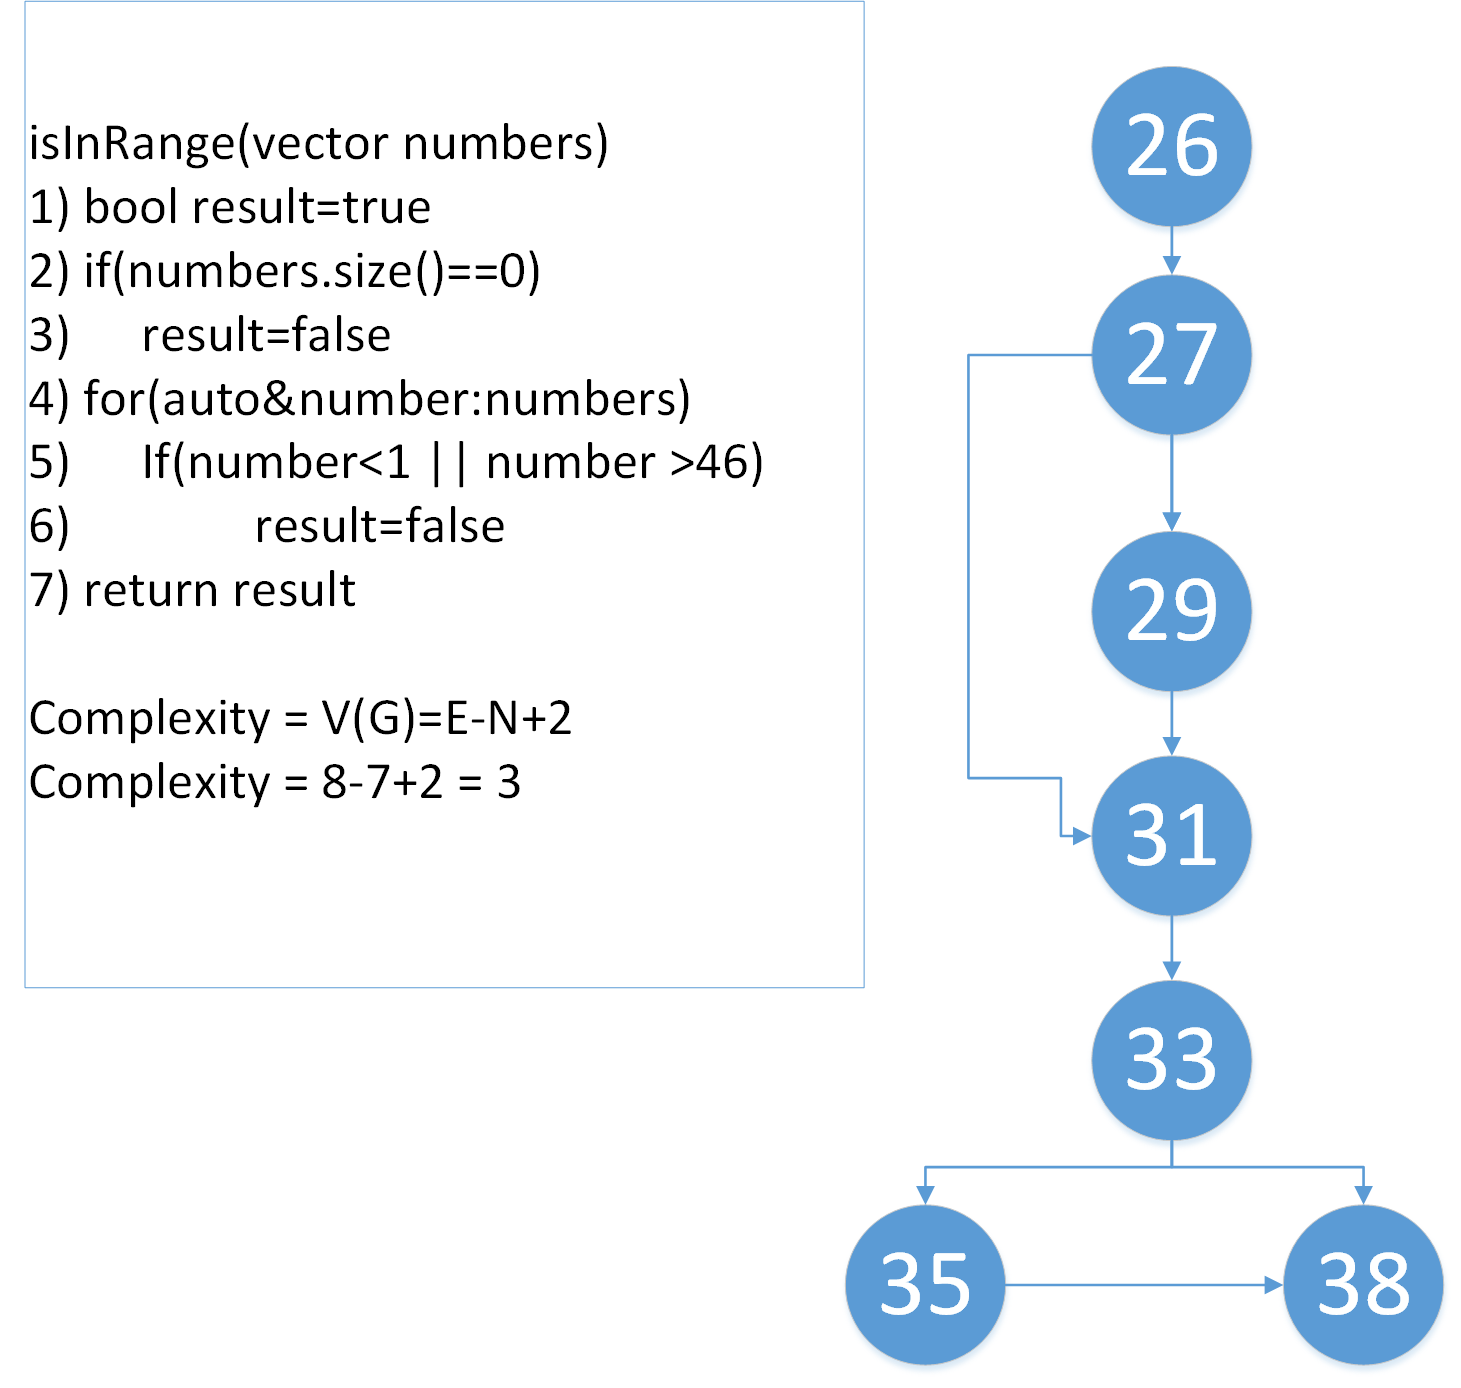 isInRange(vector numbers)
1) bool result=true
2) if(numbers.size()==0)
3) result=false
4) for(auto&number:numbers)
5) If(number<1 || number >46)
6) result=false
7) return result
Complexity = V(G)=E-N+2
Complexity = 8-7+2 = 3
26
27
29
31
33
35
38